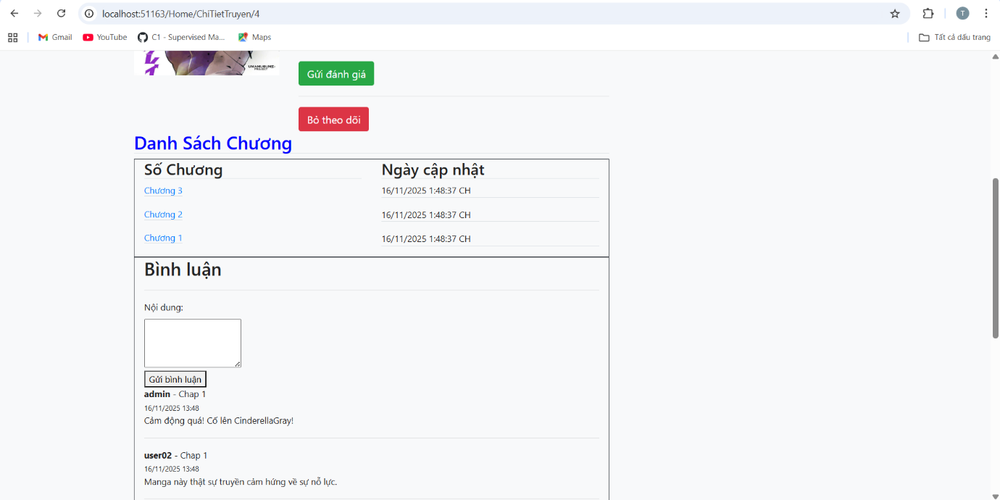 localhost:51163/Home/ChiTietTruyen/4
T
Gmail
YouTube
C1 - Supervised Ma...
Maps
Tất cả dấu trang
UMAMUSUME
PROJECT
Gửi đánh giá
Bỏ theo dõi
Danh Sách Chương
Số Chương Ngày cập nhật
Chương 3 16/11/2025 1:48:37 CH
Chương 2 16/11/2025 1:48:37 CH
Chương 1 16/11/2025 1:48:37 CH
Bình luận
Nội dung:
Gửi bình luận
admin - Chap 1
16/11/2025 13:48
Cảm động quá! Cố lên CinderellaGray!
user02 - Chap 1
16/11/2025 13:48
Manga này thật sự truyền cảm hứng về sự nỗ lực.